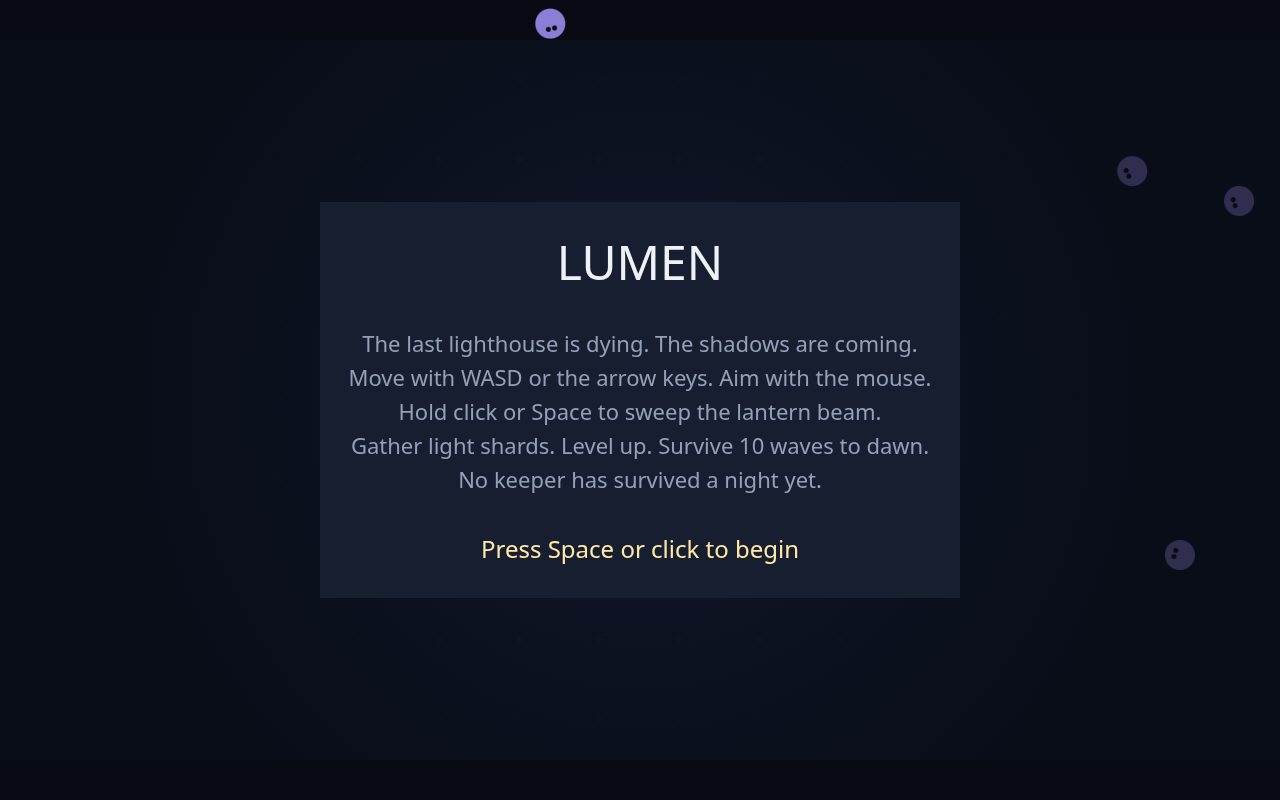 LUMEN
The last lighthouse is dying. The shadows are coming.
Move with WASD or the arrow keys. Aim with the mouse.
Hold click or Space to sweep the lantern beam.
Gather light shards. Level up. Survive 10 waves to dawn.
No keeper has survived a night yet.
Press Space or click to begin